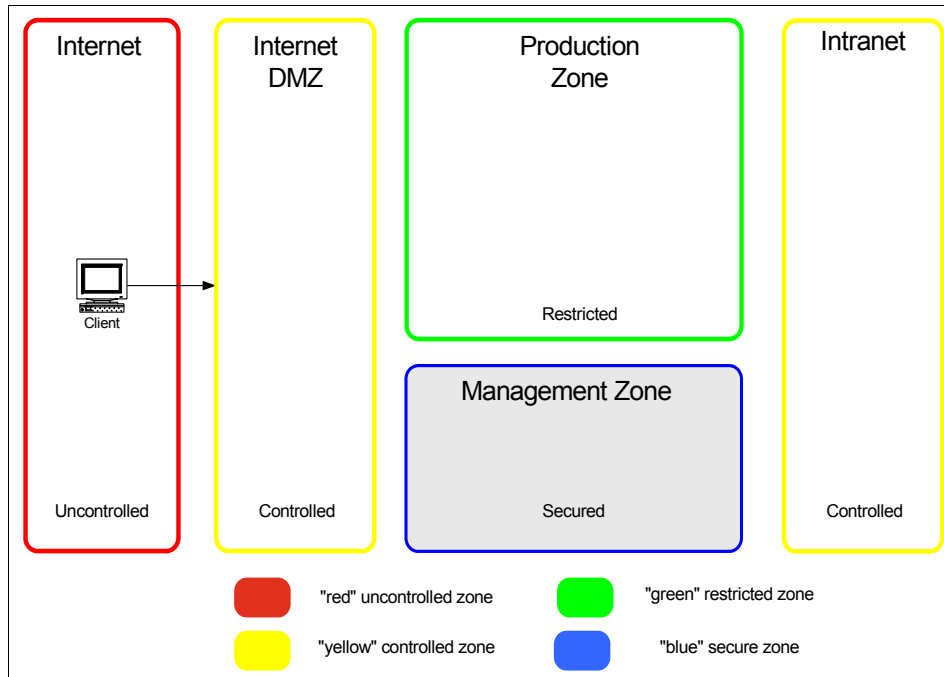 Internet
Internet
DMZ
Production
Zone
Intranet
Client
Restricted
Management Zone
Uncontrolled
Controlled
Secured
Controlled
"red" uncontrolled zone
"green" restricted zone
"yellow" controlled zone
"blue" secure zone